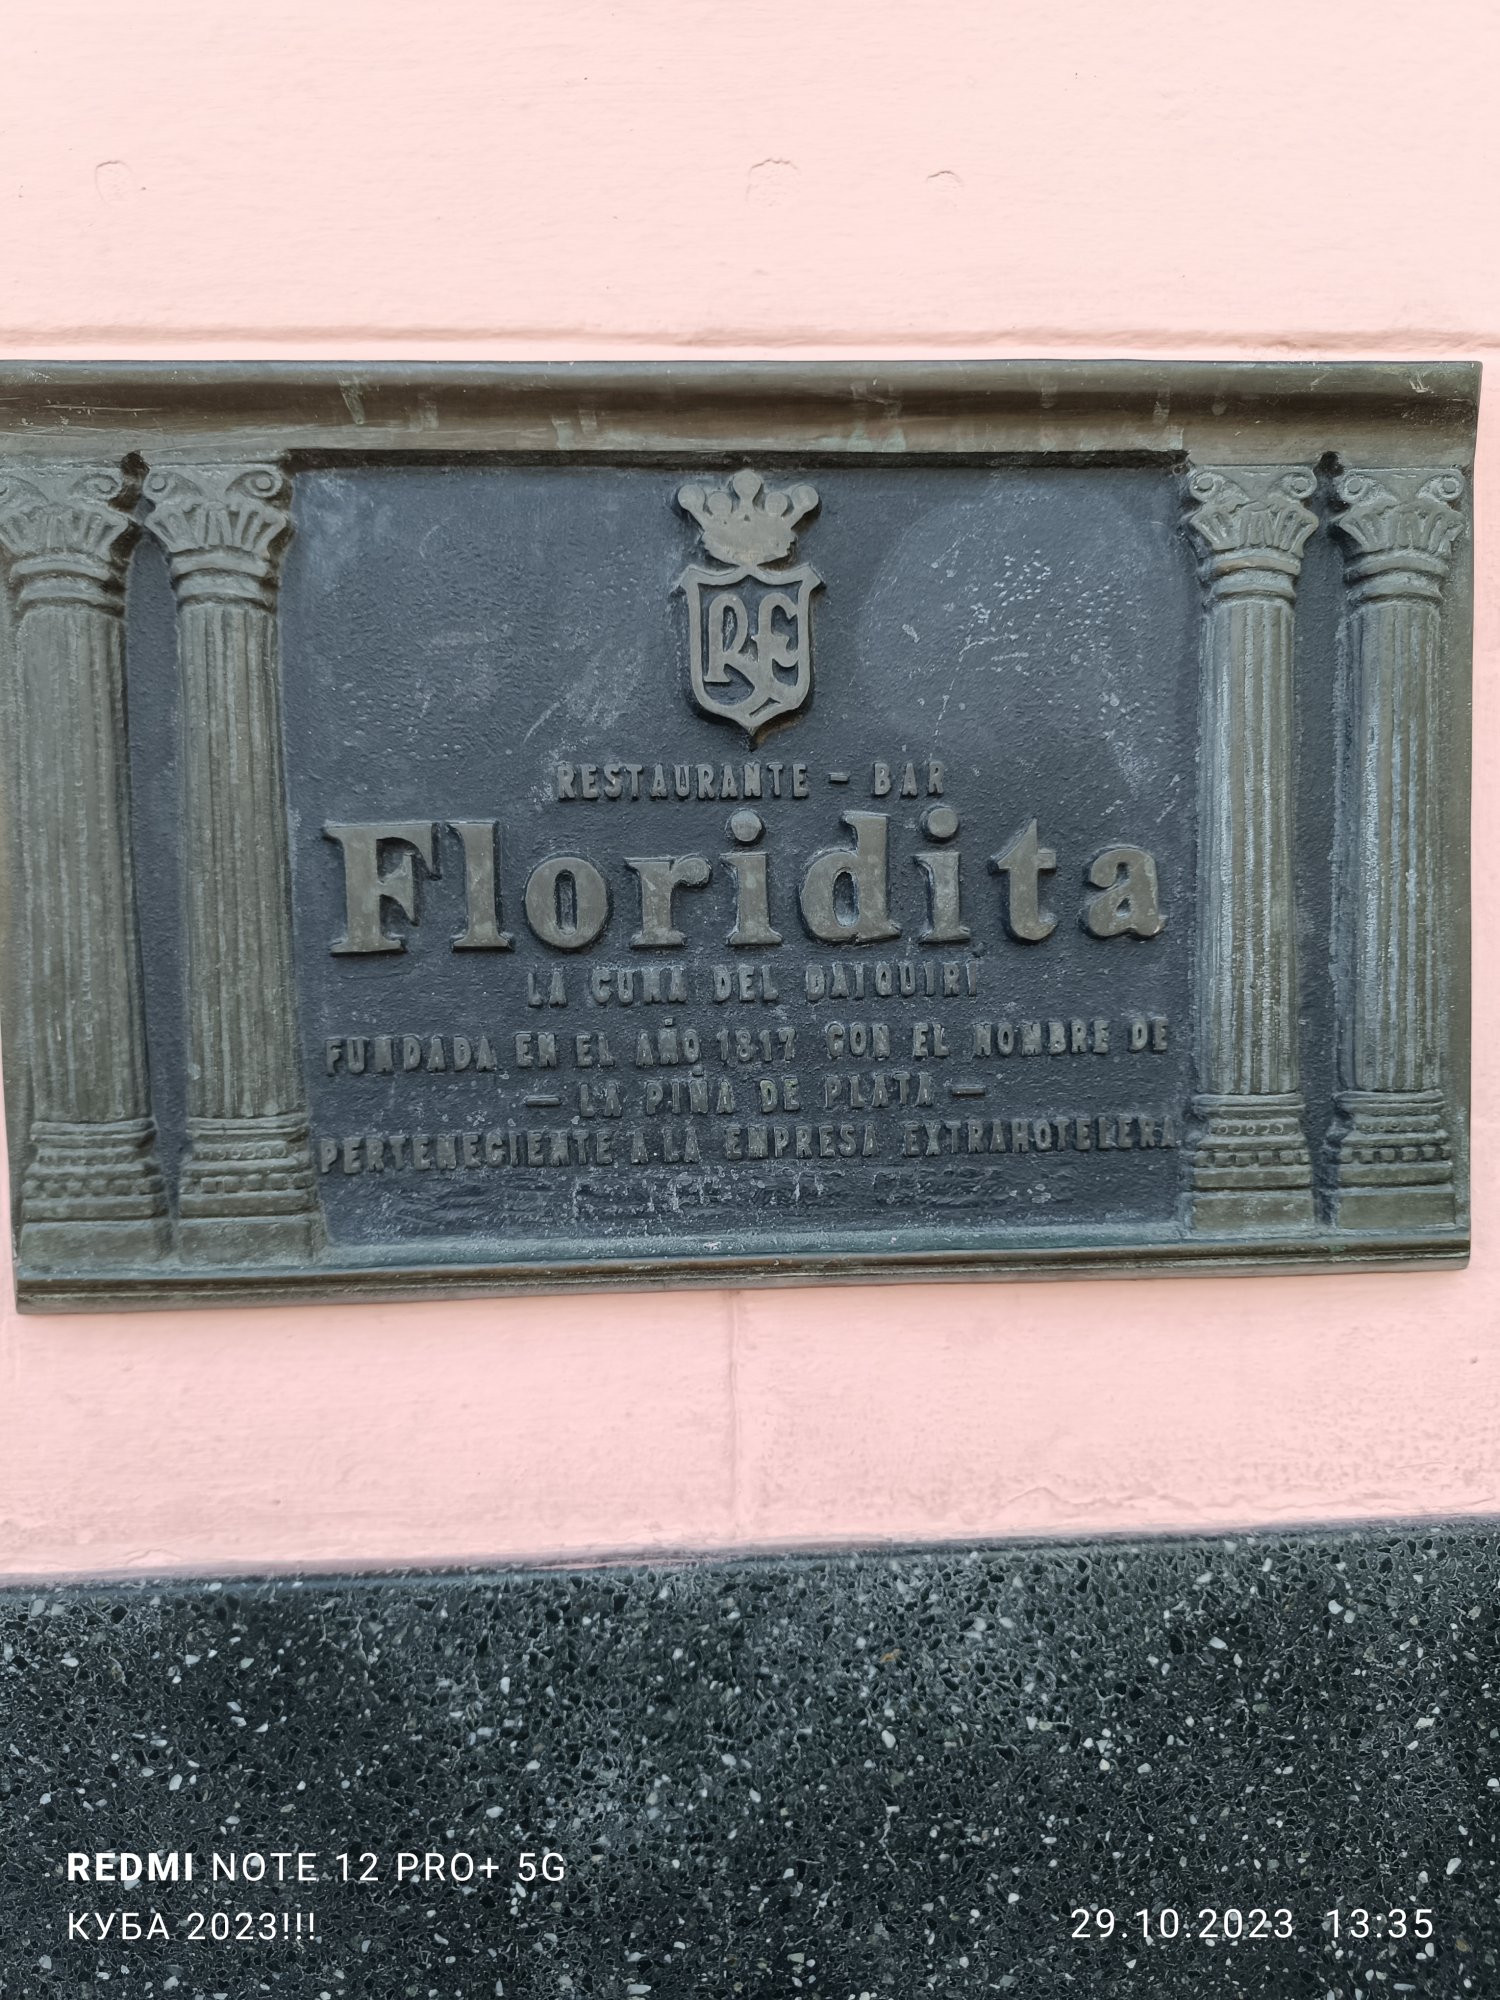 RF
RESTAURANTE - BAR
Floridita
LA CUNA DEL DAIQUIRÍ
FUNDADA EN EL AÑO 1817 CON EL NOMBRE DE
— LA PIÑA DE PLATA —
PERTENECIENTE A LA EMPRESA EXTRAHOTELERA
REDMI NOTE 12 PRO+ 5G
КУБА 2023!!!
29.10.2023 13:35